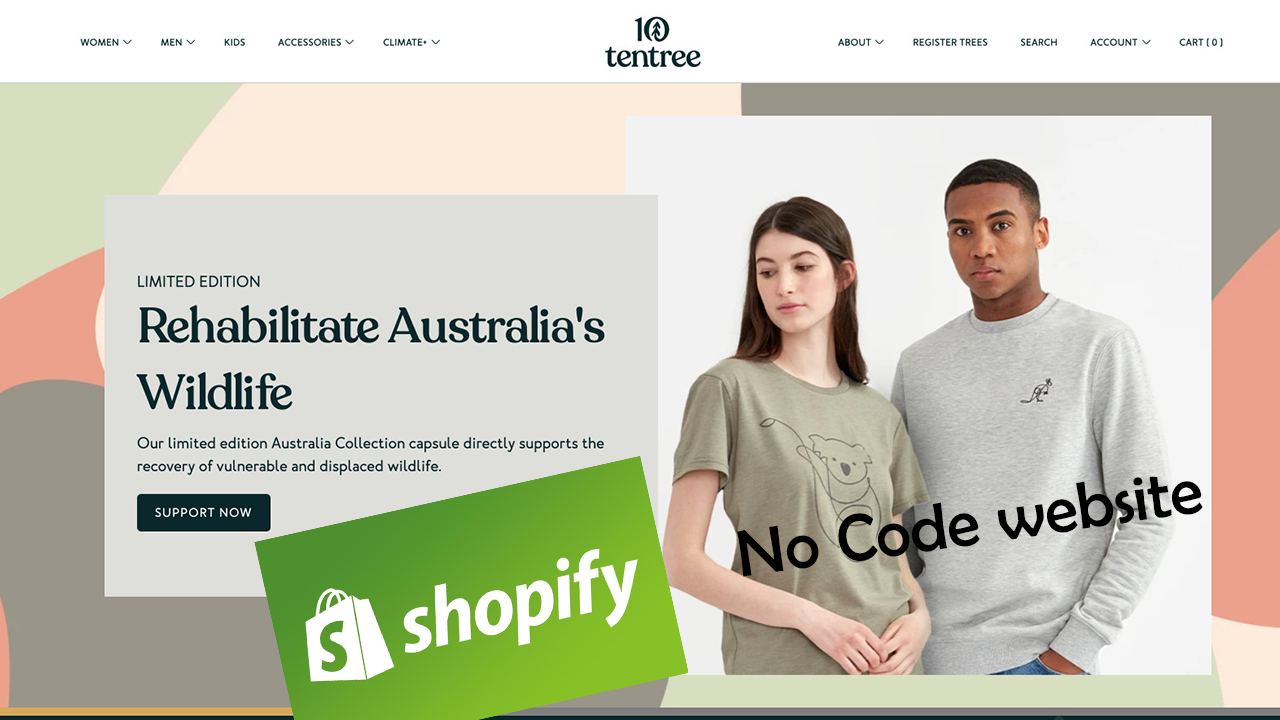 WOMEN
MEN
KIDS
ACCESSORIES
CLIMATE+
10
tentree
ABOUT
REGISTER TREES
SEARCH
ACCOUNT
CART ( 0 )
LIMITED EDITION
Rehabilitate Australia's
Wildlife
Our limited edition Australia Collection capsule directly supports the
recovery of vulnerable and displaced wildlife.
SUPPORT NOW
S shopify
No Code website